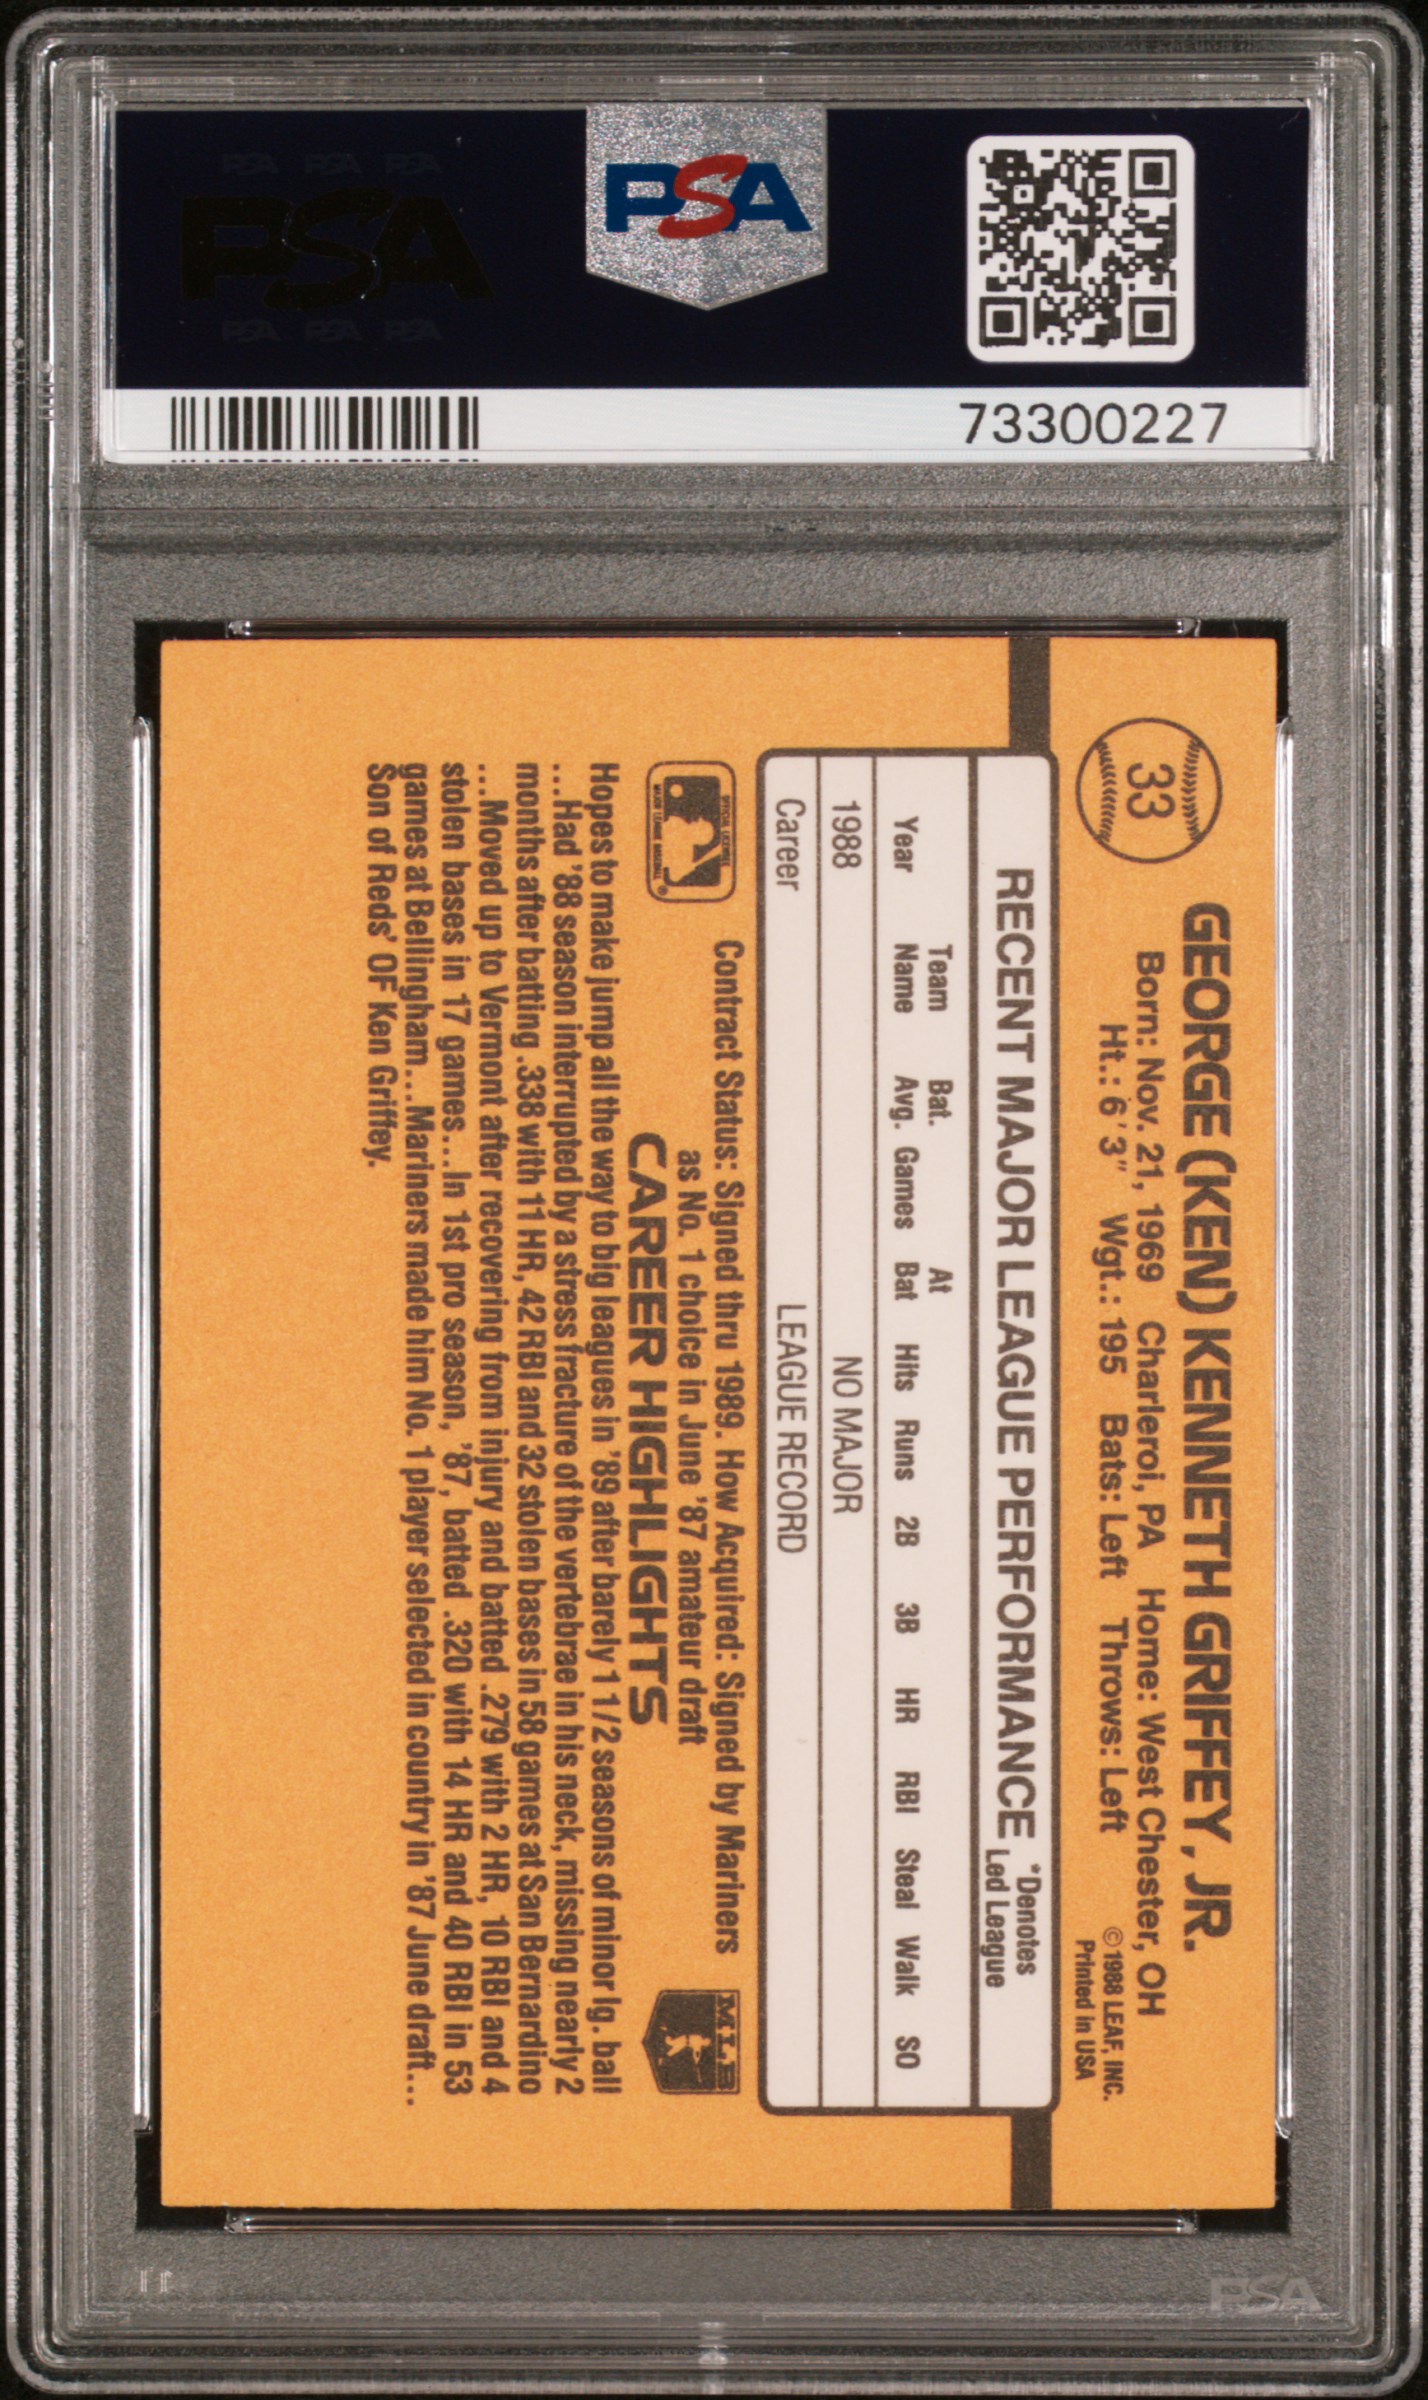 PSA PSA PSA
PSA
PSA PSA PSA
PSA
73300227
33
GEORGE (KEN) KENNETH GRIFFEY, JR.
Born: Nov. 21, 1969 Charleroi, PA Home: West Chester, OH
Ht.: 6'3" Wgt.: 195 Bats: Left Throws: Left
©1988 LEAF, INC.
Printed in USA
RECENT MAJOR LEAGUE PERFORMANCE
*Denotes
Led League
Year Team Name Bat. Avg. Games At Bat Hits Runs 2B 3B HR RBI Steal Walk SO
1988 NO MAJOR
Career LEAGUE RECORD
Contract Status: Signed thru 1989. How Acquired: Signed by Mariners
as No. 1 choice in June '87 amateur draft
MLB
CAREER HIGHLIGHTS
Hopes to make jump all the way to big leagues in '89 after barely 1 1/2 seasons of minor lg. ball
...Had '88 season interrupted by a stress fracture of the vertebrae in his neck, missing nearly 2
months after batting .338 with 11 HR, 42 RBI and 32 stolen bases in 58 games at San Bernardino
...Moved up to Vermont after recovering from injury and batted .279 with 2 HR, 10 RBI and 4
stolen bases in 17 games...In 1st pro season, '87, batted .320 with 14 HR and 40 RBI in 53
games at Bellingham...Mariners made him No. 1 player selected in country in '87 June draft...
Son of Reds' OF Ken Griffey.
PSA